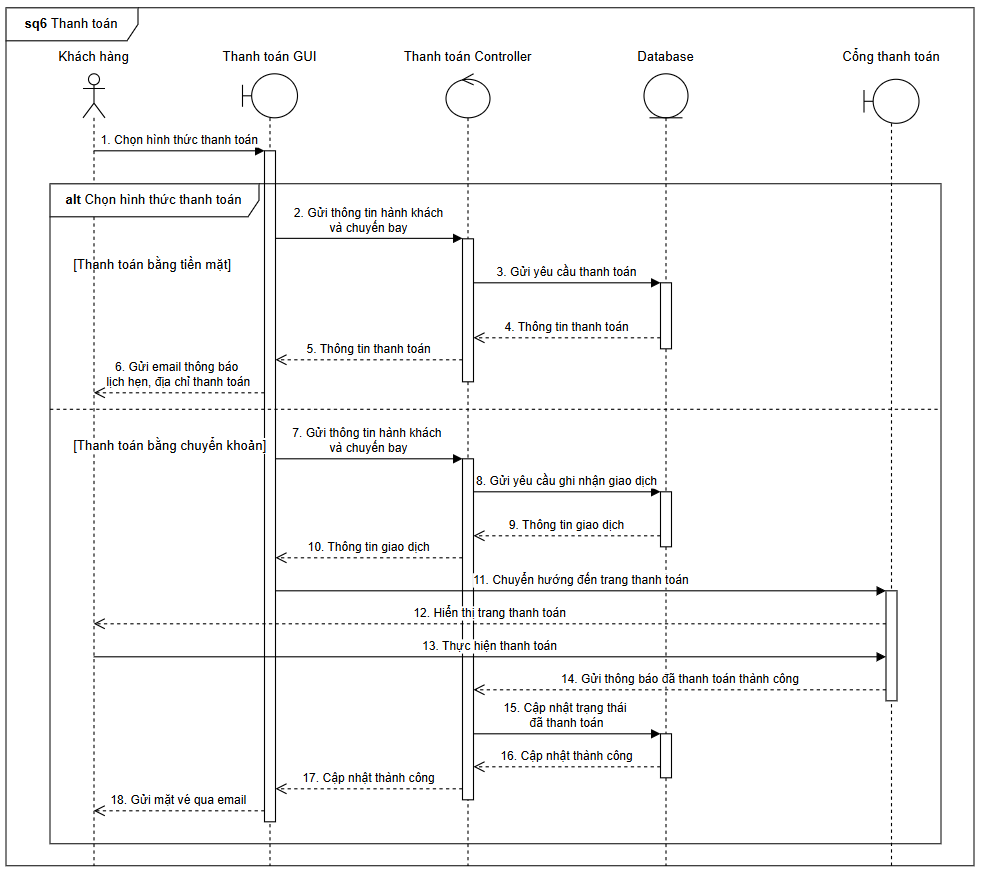 sq6 Thanh toán
Khách hàng
Thanh toán GUI
Thanh toán Controller
Database
Cổng thanh toán
1. Chọn hình thức thanh toán
alt Chọn hình thức thanh toán
2. Gửi thông tin hành khách
và chuyến bay
[Thanh toán bằng tiền mặt]
3. Gửi yêu cầu thanh toán
4. Thông tin thanh toán
5. Thông tin thanh toán
6. Gửi email thông báo
lịch hẹn, địa chỉ thanh toán
7. Gửi thông tin hành khách
và chuyến bay
[Thanh toán bằng chuyển khoản]
8. Gửi yêu cầu ghi nhận giao dịch
9. Thông tin giao dịch
10. Thông tin giao dịch
11. Chuyển hướng đến trang thanh toán
12. Hiển thị trang thanh toán
13. Thực hiện thanh toán
14. Gửi thông báo đã thanh toán thành công
15. Cập nhật trạng thái
đã thanh toán
16. Cập nhật thành công
17. Cập nhật thành công
18. Gửi mặt vé qua email